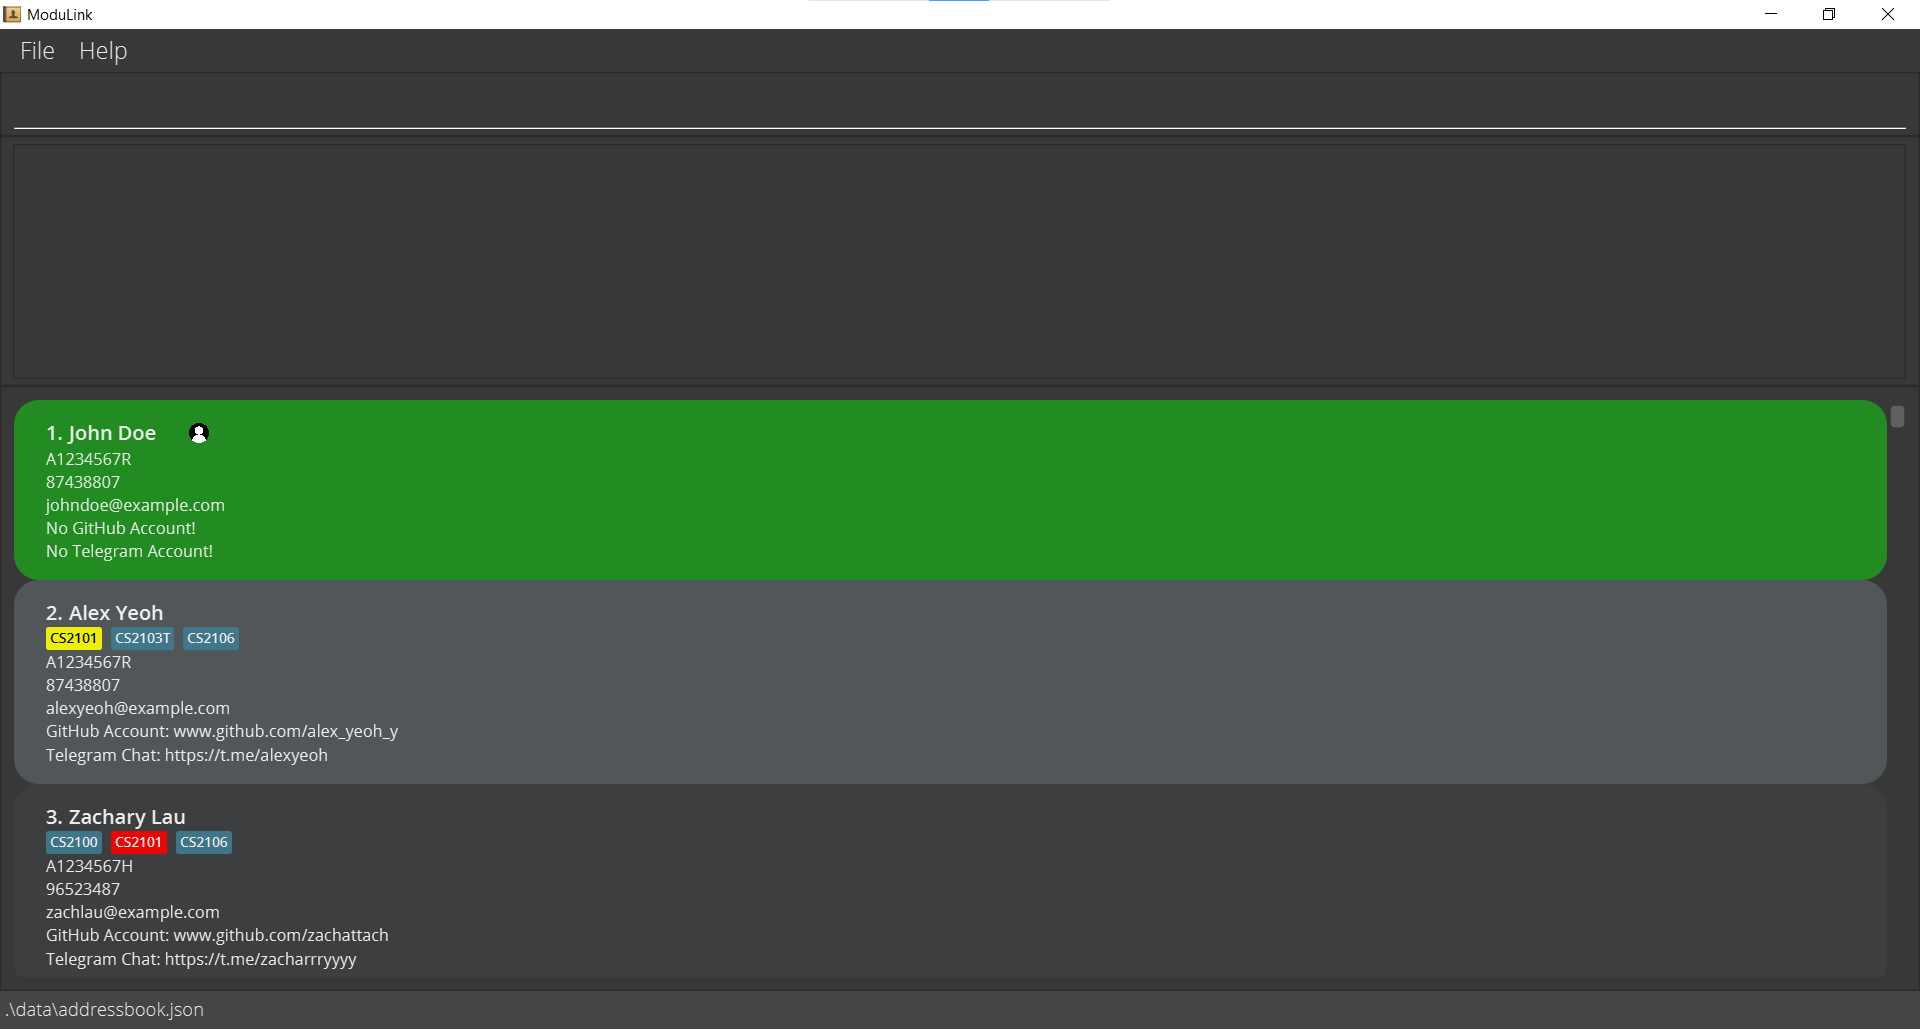 ModuLink
File Help
1. John Doe
A1234567R
87438807
johndoe@example.com
No GitHub Account!
No Telegram Account!
2. Alex Yeoh
CS2101 CS2103T CS2106
A1234567R
87438807
alexyeoh@example.com
GitHub Account: www.github.com/alex_yeoh_y
Telegram Chat: https://t.me/alexyeoh
3. Zachary Lau
CS2100 CS2101 CS2106
A1234567H
96523487
zachlau@example.com
GitHub Account: www.github.com/zachattach
Telegram Chat: https://t.me/zacharrryyyy
.\data\addressbook.json